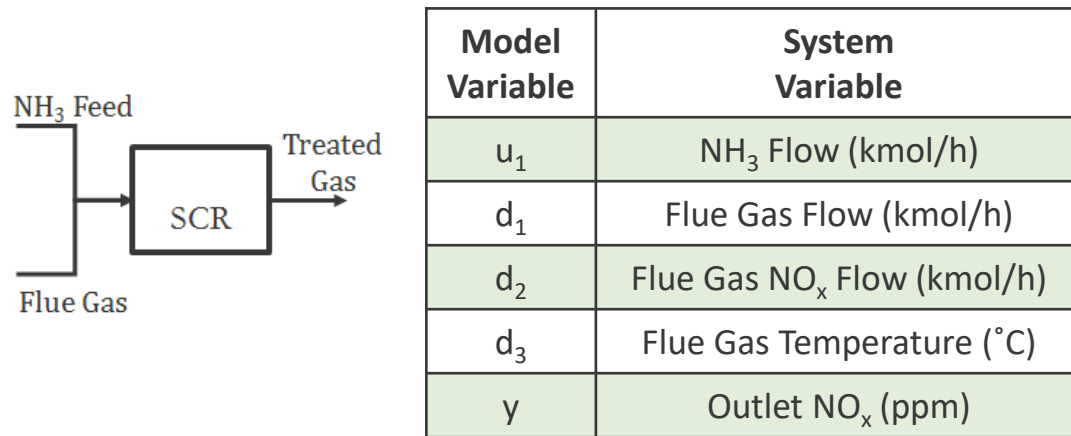 NH₃ Feed
Treated
Gas
SCR
Flue Gas
Model
Variable
System
Variable
u₁
NH₃ Flow (kmol/h)
d₁
Flue Gas Flow (kmol/h)
d₂
Flue Gas NOₓ Flow (kmol/h)
d₃
Flue Gas Temperature (˚C)
y
Outlet NOₓ (ppm)